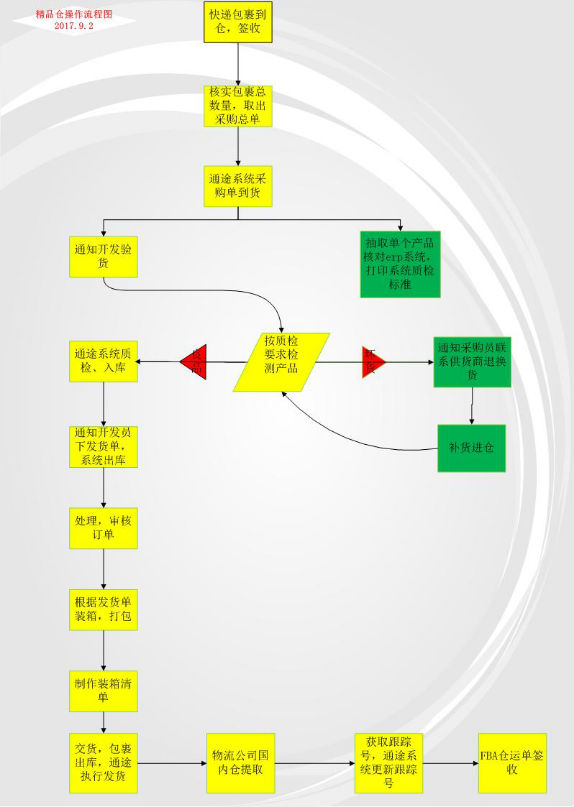 精品仓操作流程图
2017.9.2
快递包裹到
仓，签收
核实包裹总
数量，取出
采购总单
通途系统采
购单到货
通知开发验
货
抽取单个产品
核对erp系统，
打印系统质检
标准
按质检
要求检
测产品
良
品
坏
货
通途系统质
检、入库
通知采购员联
系供货商退换
货
补货进仓
通知开发员
下发货单，
系统出库
处理，审核
订单
根据发货单
装箱，打包
制作装箱清
单
交货，包裹
出库，通途
执行发货
物流公司国
内仓提取
获取跟踪
号，通途系
统更新跟踪
号
FBA仓运单签
收